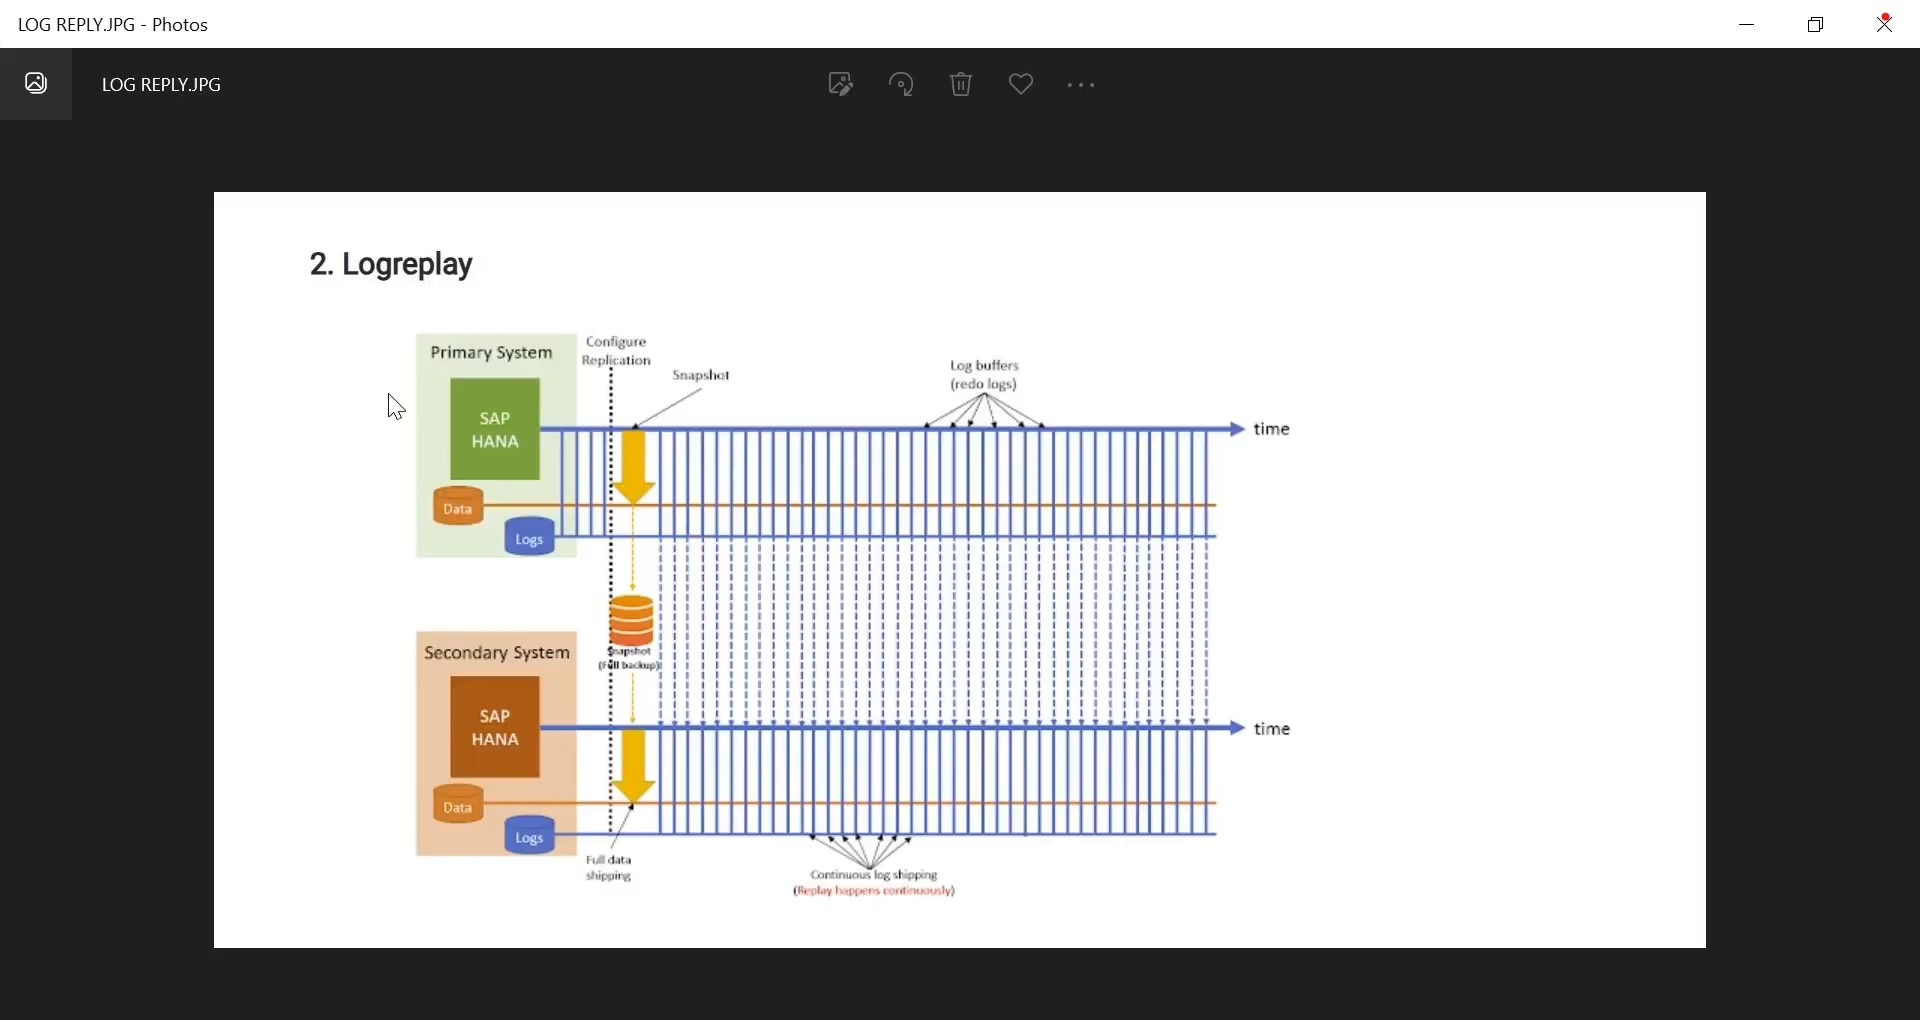 LOG REPLY.JPG - Photos
LOG REPLY.JPG
2. Logreplay
Primary System
Configure
Replication
Snapshot
Log buffers
(redo logs)
SAP
HANA
time
Data
Logs
Snapshot
(Full backup)
Secondary System
SAP
HANA
time
Data
Logs
Full data
shipping
Continuous log shipping
(Replay happens continuously)